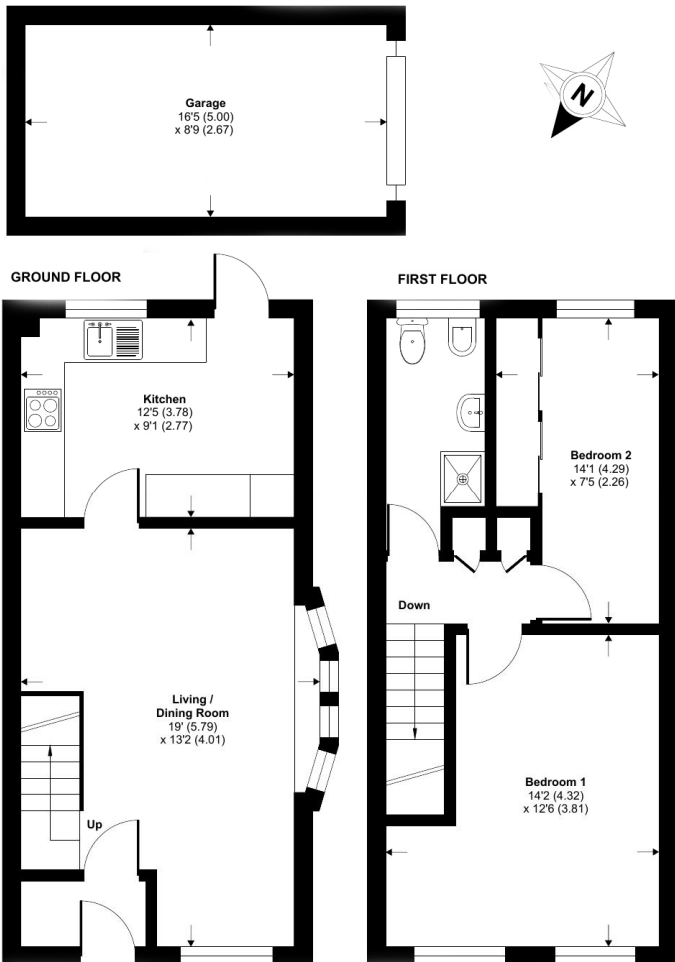 Garage
16'5 (5.00)
x 8'9 (2.67)
N
GROUND FLOOR
FIRST FLOOR
Kitchen
12'5 (3.78)
x 9'1 (2.77)
Bedroom 2
14'1 (4.29)
x 7'5 (2.26)
Down
Living /
Dining Room
19' (5.79)
x 13'2 (4.01)
Up
Bedroom 1
14'2 (4.32)
x 12'6 (3.81)